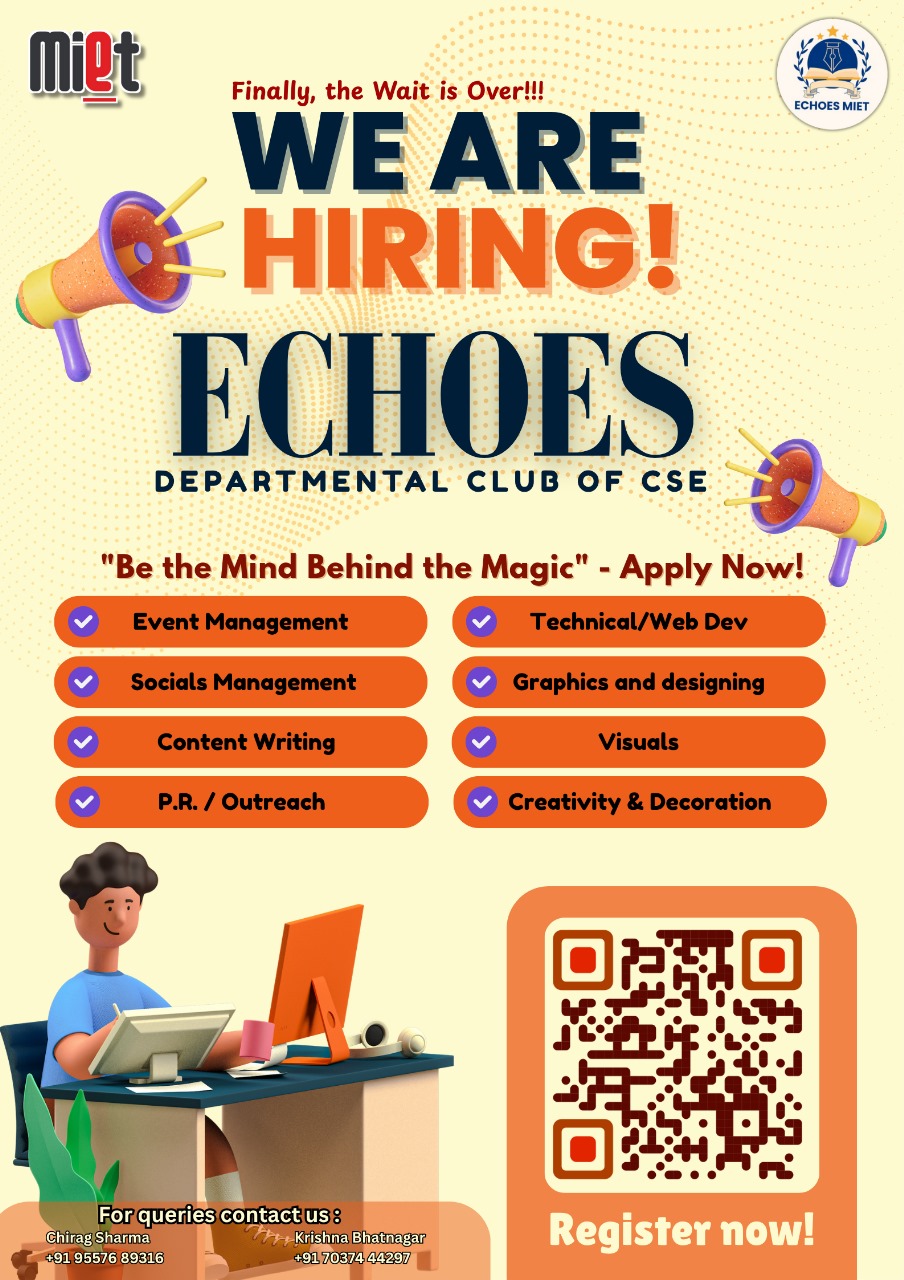 miet
ECHOES MIET
Finally, the Wait is Over!!!
WE ARE
HIRING!
ECHOES
DEPARTMENTAL CLUB OF CSE
"Be the Mind Behind the Magic" - Apply Now!
Event Management
Technical/Web Dev
Socials Management
Graphics and designing
Content Writing
Visuals
P.R. / Outreach
Creativity & Decoration
For queries contact us :
Chirag Sharma
+91 95576 89316
Krishna Bhatnagar
+91 70374 44297
Register now!